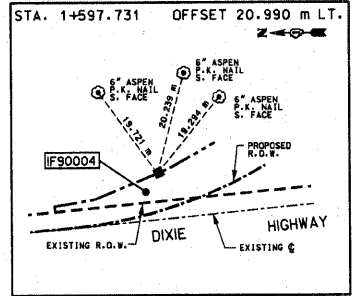 STA. 1+597.731 OFFSET 20.990 m LT.
Z
6" ASPEN
P.K. NAIL
S. FACE
6" ASPEN
P.K. NAIL
S. FACE
6" ASPEN
P.K. NAIL
S. FACE
19.721 m
20.239 m
19.294 m
IF90004
PROPOSED
R.O.W.
EXISTING R.O.W.
DIXIE HIGHWAY
EXISTING ℄